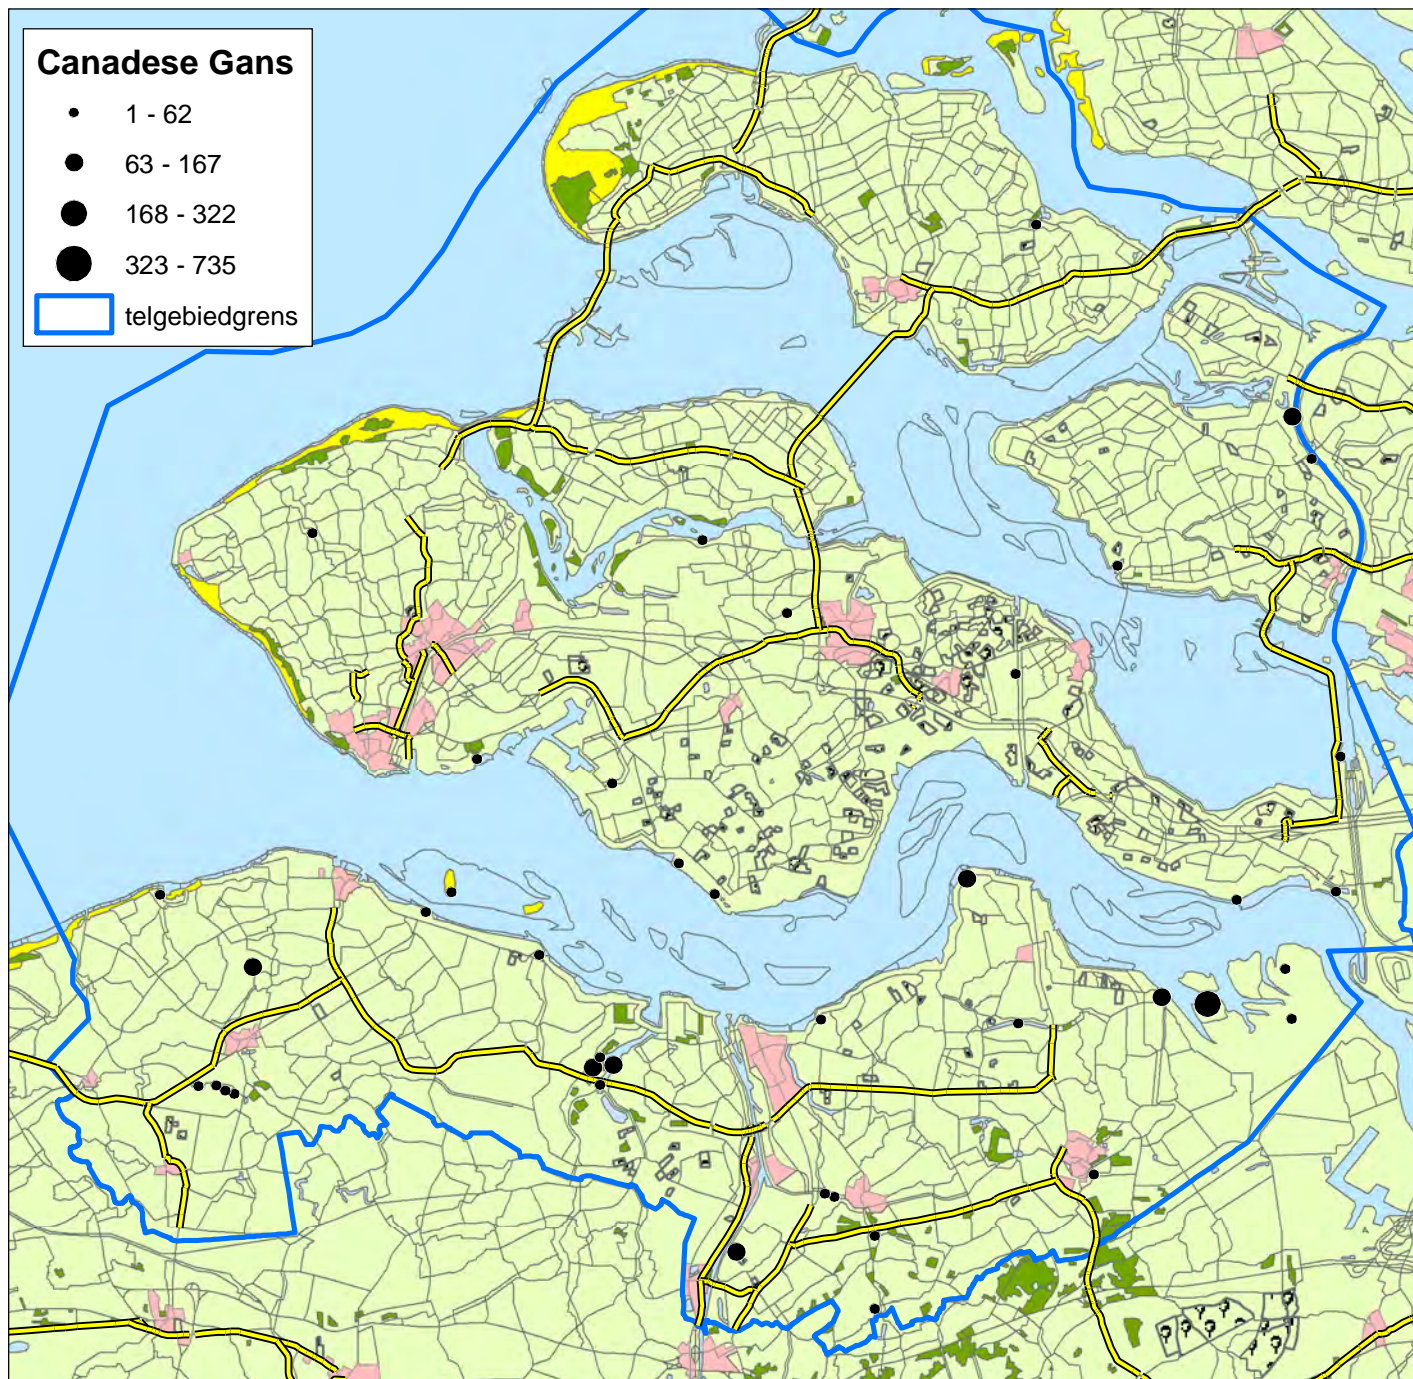 Canadese Gans
1 - 62
63 - 167
168 - 322
323 - 735
telgebiedgrens